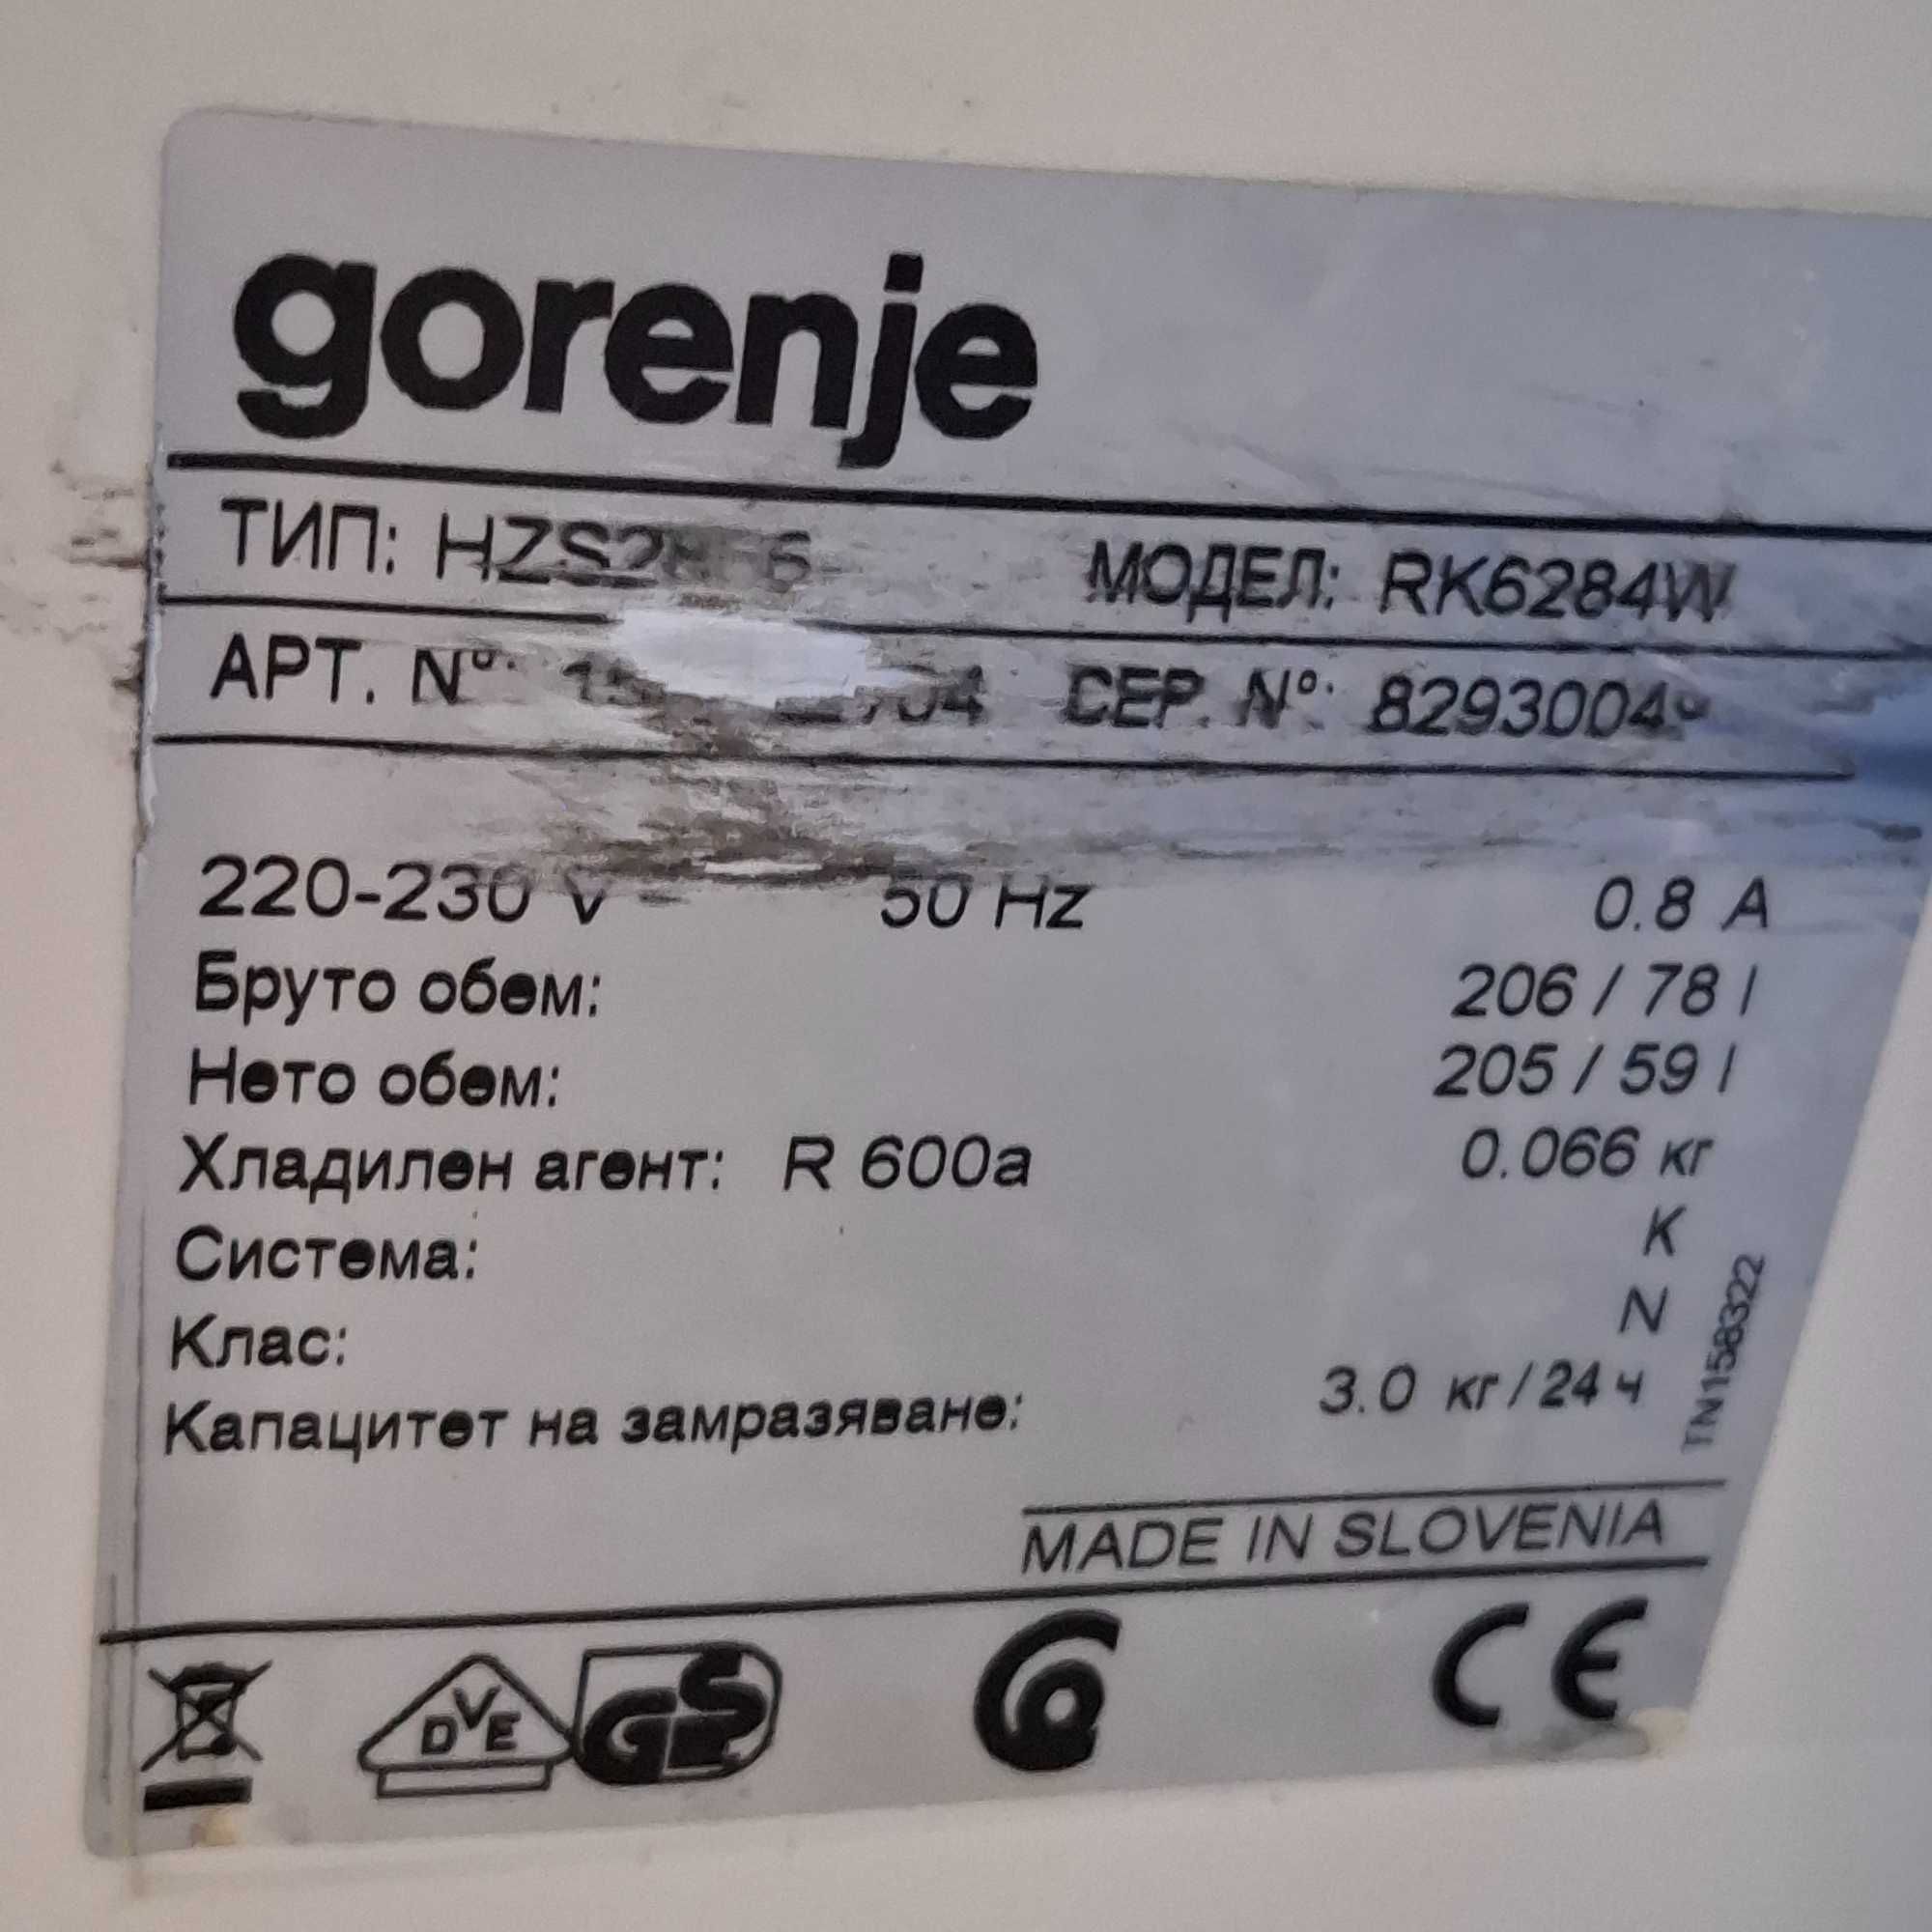 gorenje
ТИП: МОДЕЛ: RK6284W
АРТ. Nº: СЕР. Nº:
220-230 V 50 Hz 0.8 A
Бруто обем: 206 / 78 l
Нето обем: 205 / 59 l
Хладилен агент: R 600a 0.066 кг
Система: K
Клас: N
Капацитет на замразяване: 3.0 кг/24 ч
TN158322
MADE IN SLOVENIA
DVE GS CE